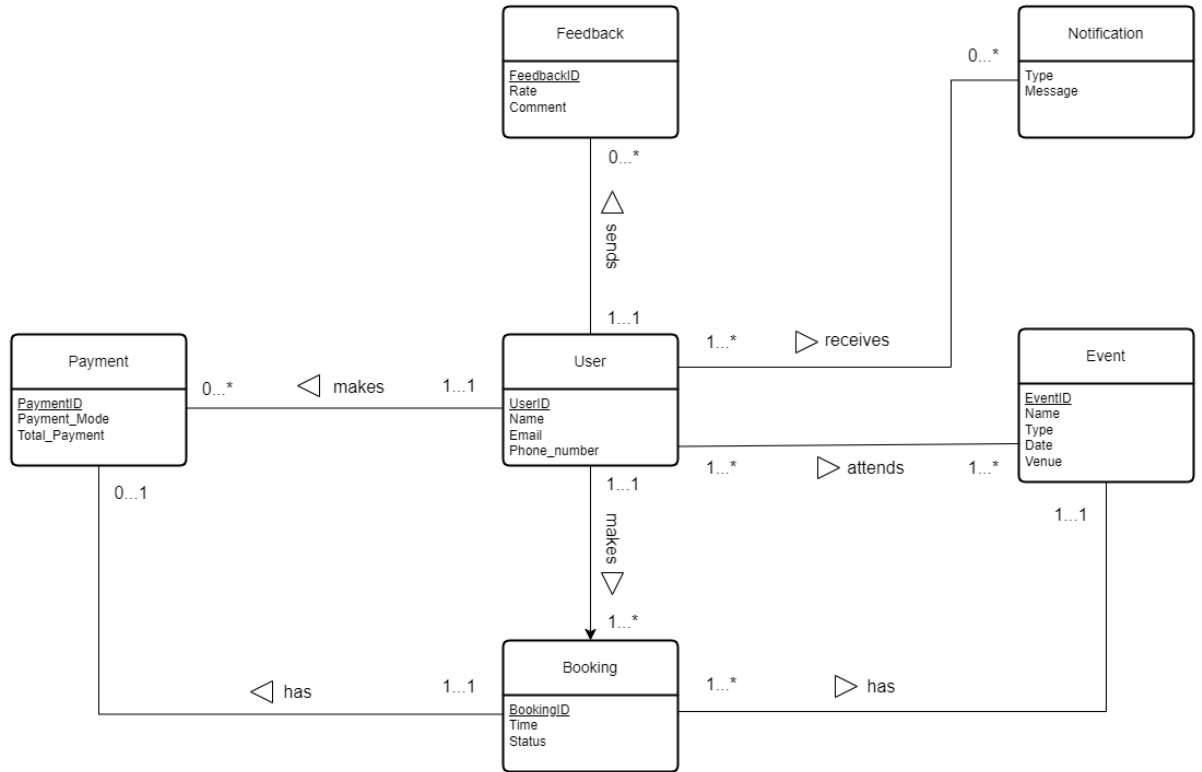 Feedback
FeedbackID
Rate
Comment
Notification
Type
Message
0...*
0...*
sends
1...1
1...*
receives
Payment
PaymentID
Payment_Mode
Total_Payment
0...*
makes
1...1
User
UserID
Name
Email
Phone_number
Event
EventID
Name
Type
Date
Venue
1...*
attends
1...*
0...1
1...1
makes
1...*
1...1
Booking
BookingID
Time
Status
has
1...1
1...*
has